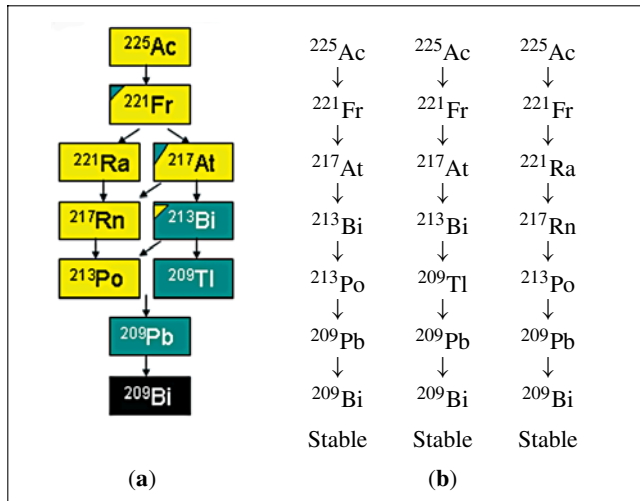 ²²⁵Ac
²²¹Fr
²²¹Ra ²¹⁷At
²¹⁷Rn ²¹³Bi
²¹³Po ²⁰⁹Tl
²⁰⁹Pb
²⁰⁹Bi
(a)
²²⁵Ac ²²⁵Ac ²²⁵Ac
↓ ↓ ↓
²²¹Fr ²²¹Fr ²²¹Fr
↓ ↓ ↓
²¹⁷At ²¹⁷At ²²¹Ra
↓ ↓ ↓
²¹³Bi ²¹³Bi ²¹⁷Rn
↓ ↓ ↓
²¹³Po ²⁰⁹Tl ²¹³Po
↓ ↓ ↓
²⁰⁹Pb ²⁰⁹Pb ²⁰⁹Pb
↓ ↓ ↓
²⁰⁹Bi ²⁰⁹Bi ²⁰⁹Bi
Stable Stable Stable
(b)